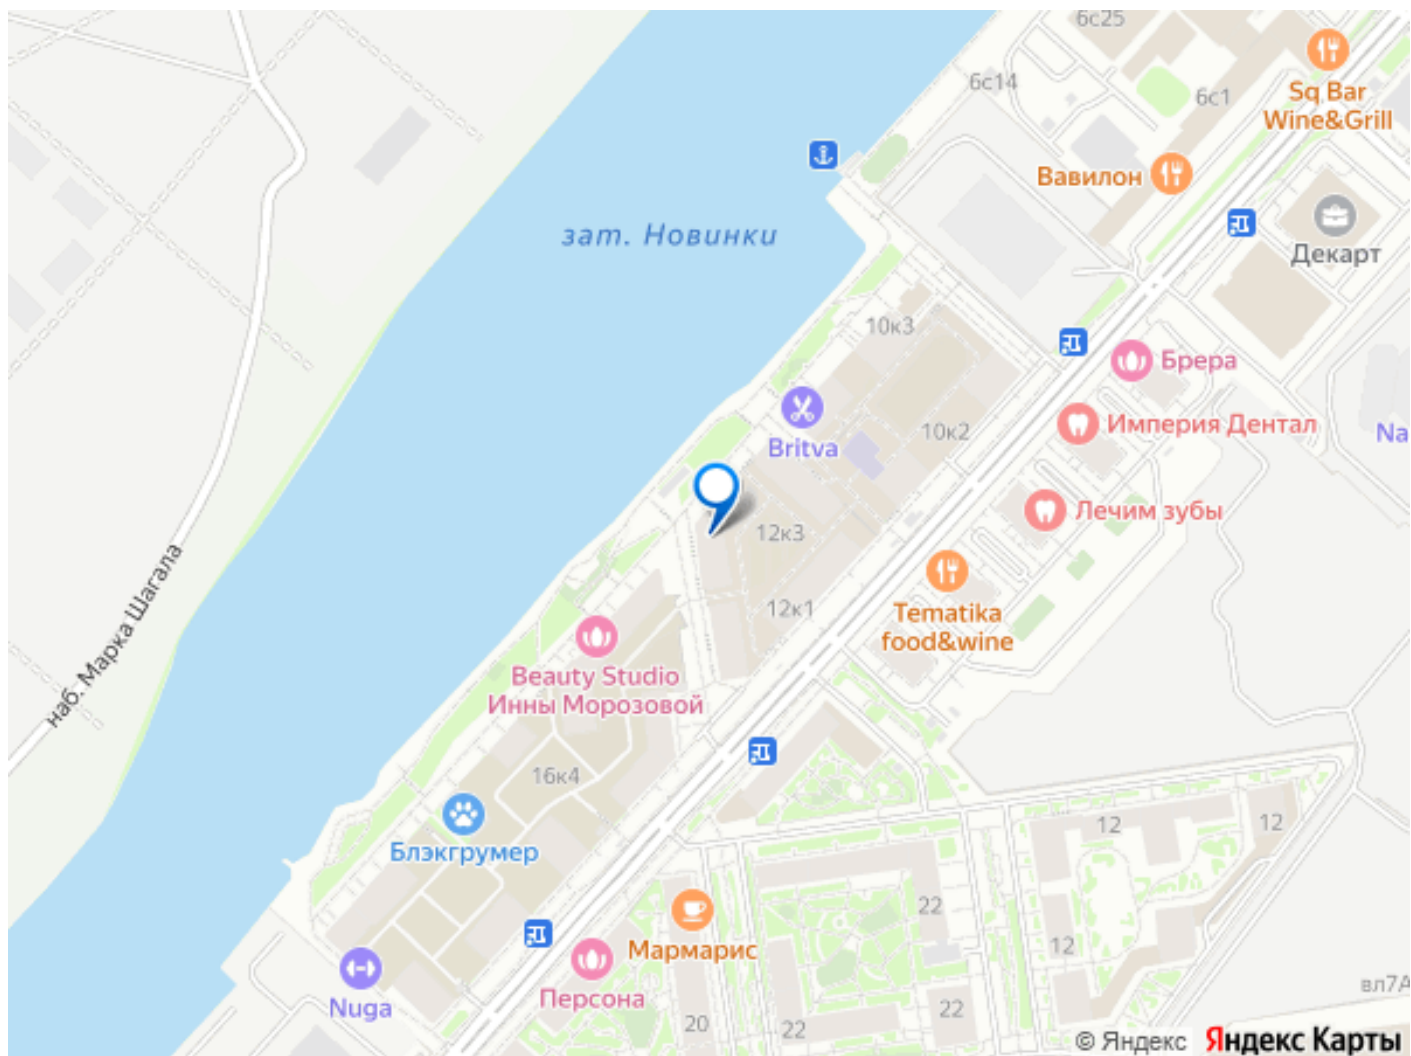 6с25
6с14
6с1
Sq Bar
Wine&Grill
Вавилон
зат. Новинки
Декарт
10к3
Брера
Империя Дентал
Na
10к2
Britva
Лечим зубы
12к3
Tematika
food&wine
12к1
наб. Марка Шагала
Beauty Studio
Инны Морозовой
16к4
12
12
Блэкгрумер
22
12
Мармарис
Персона
Nuga
вл7А
20
22
22
© Яндекс Яндекс Карты